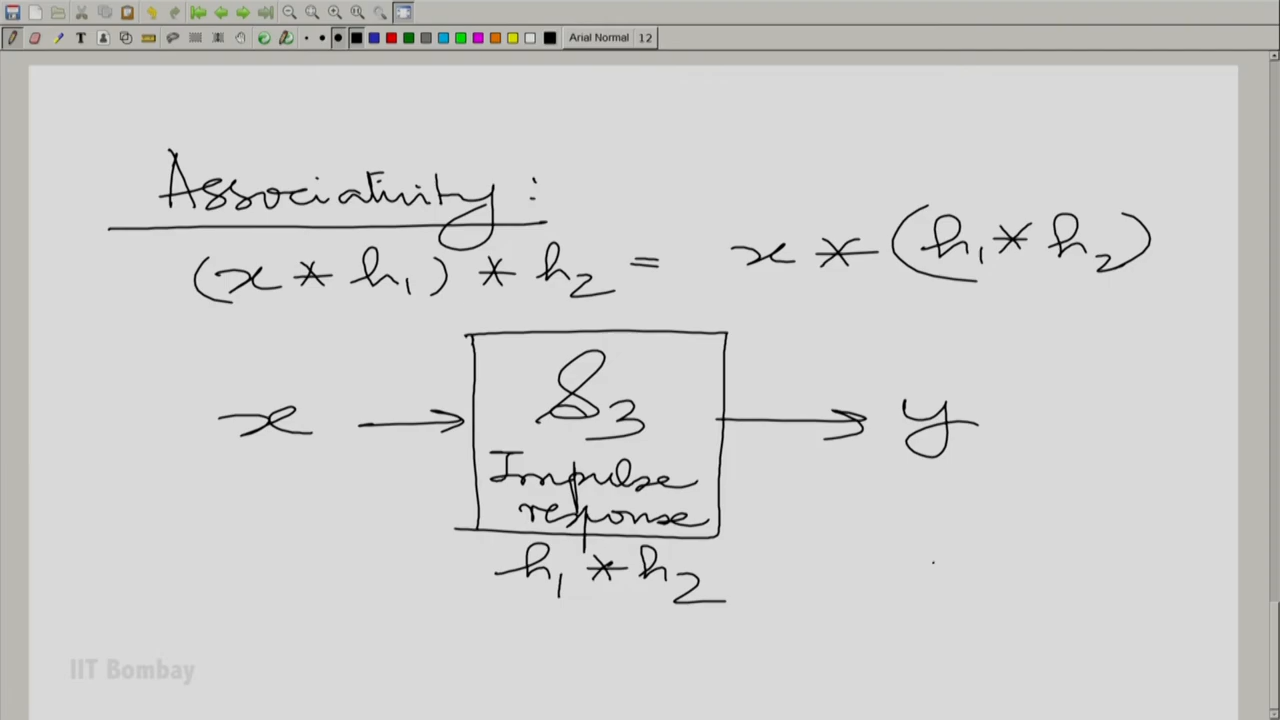 Arial Normal 12
Associativity:
(x * h₁) * h₂ = x * (h₁ * h₂)
x → S₃ → y
Impulse
response
h₁ * h₂
IIT Bombay